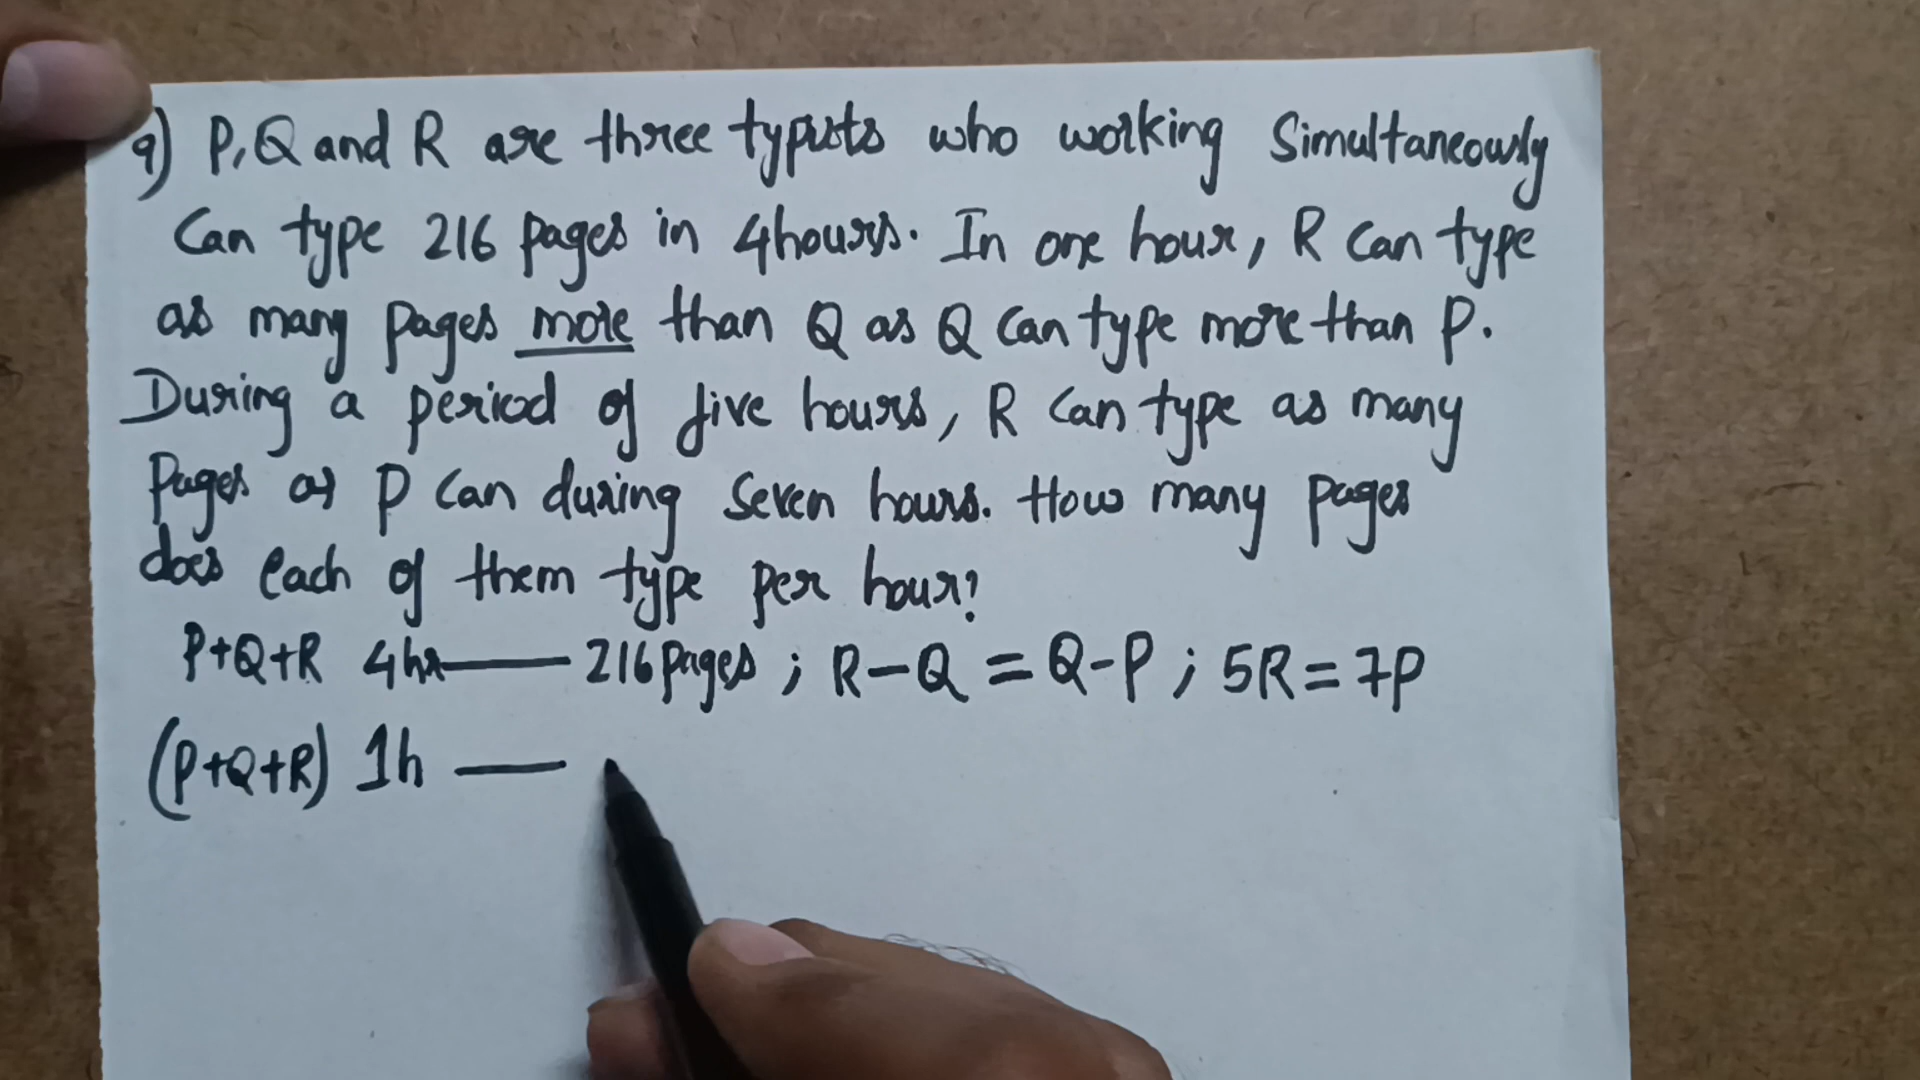 9) P, Q and R are three typists who working Simultaneously
Can type 216 pages in 4hours. In one hour, R Can type
as many pages more than Q as Q Can type more than P.
During a period of five hours, R Can type as many
Pages as P Can during Seven hours. How many pages
does each of them type per hour?
P+Q+R 4hr — 216 pages ; R-Q = Q-P ; 5R = 7P
(P+Q+R) 1h —